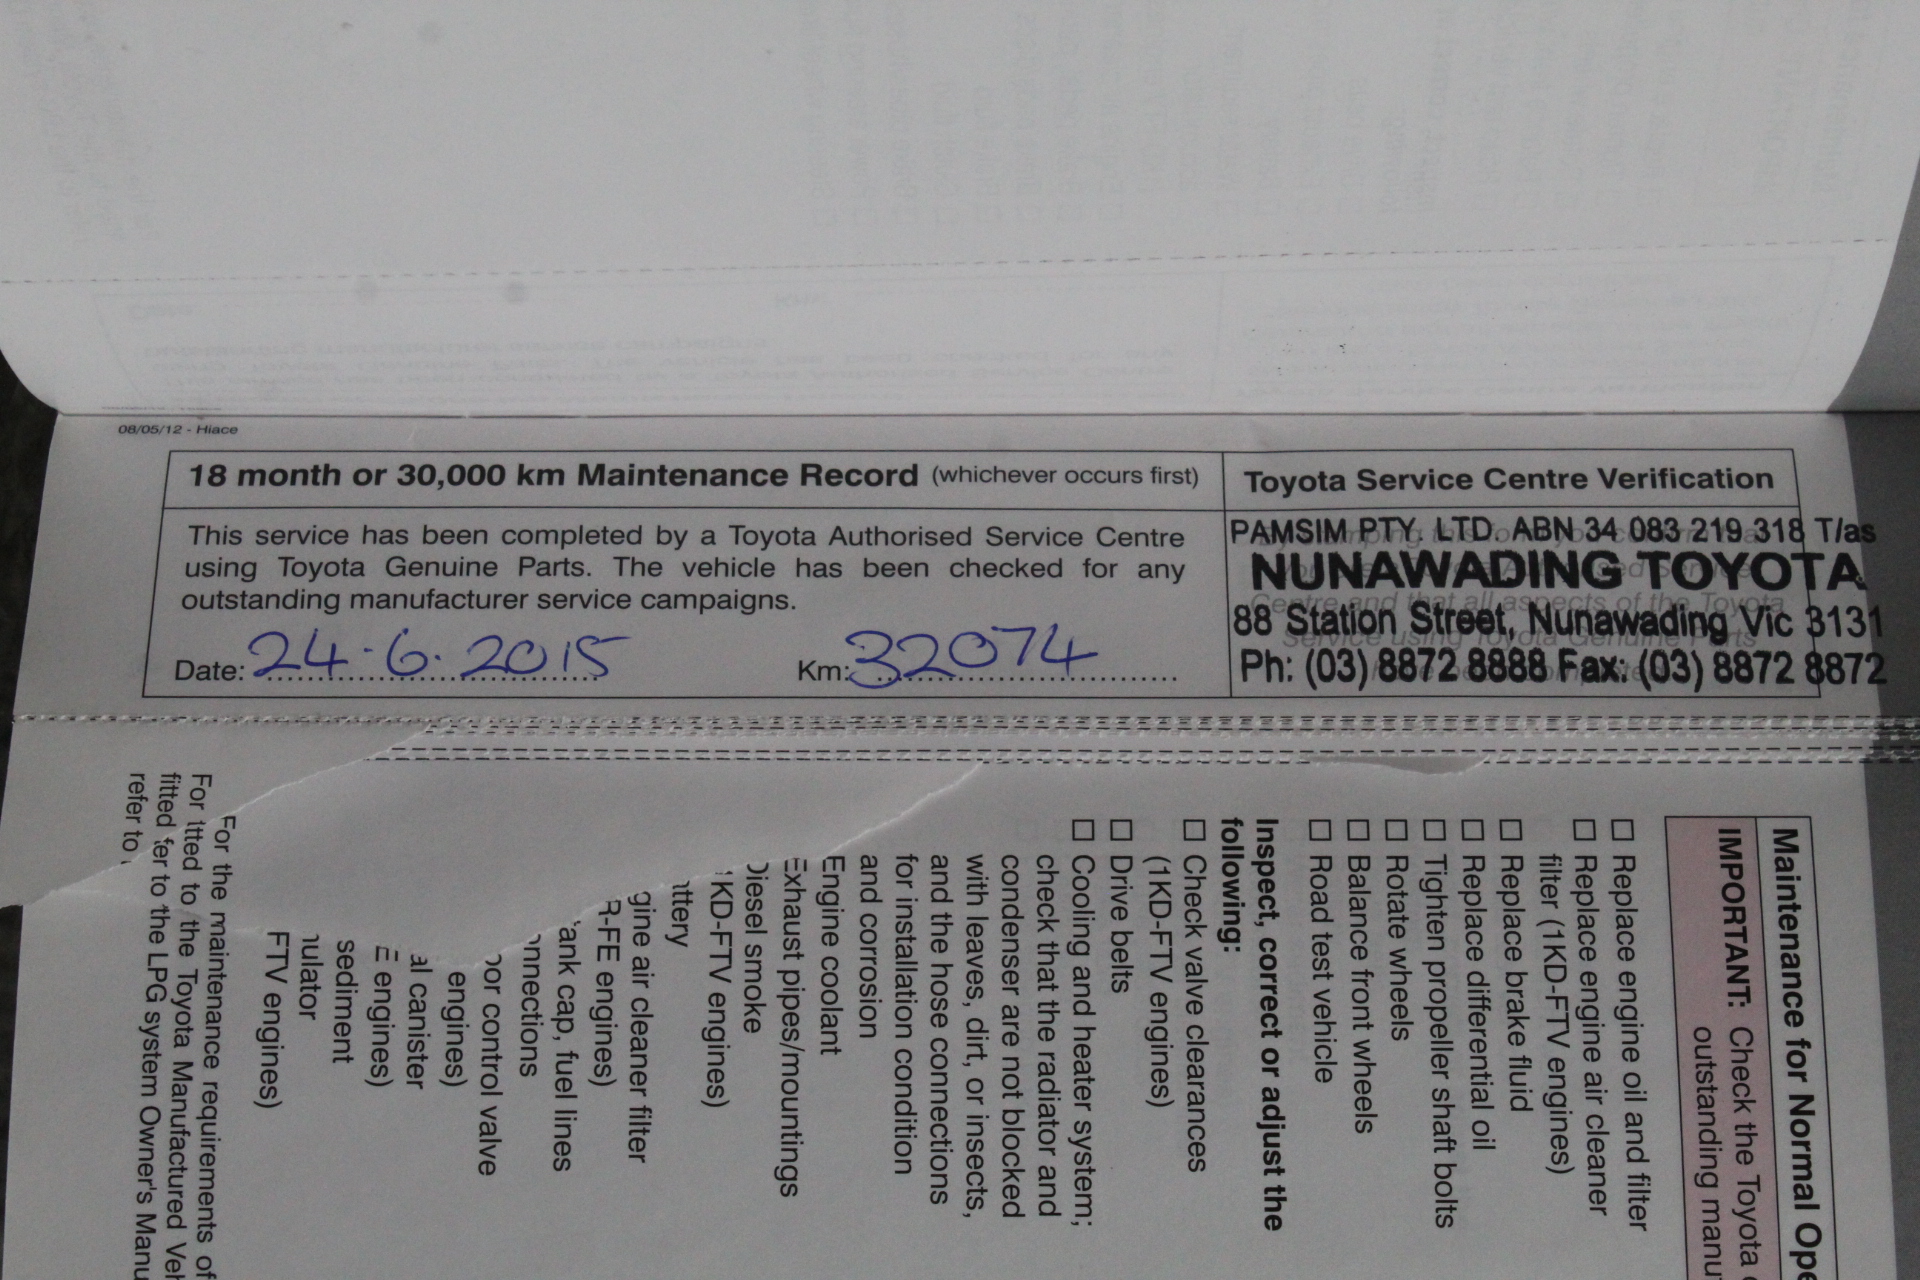 08/05/12 - Hiace
18 month or 30,000 km Maintenance Record (whichever occurs first)
This service has been completed by a Toyota Authorised Service Centre
using Toyota Genuine Parts. The vehicle has been checked for any
outstanding manufacturer service campaigns.
Date: 24.6.2015
Km: 32074
Toyota Service Centre Verification
PAMSIM PTY. LTD. ABN 34 083 219 318 T/as
NUNAWADING TOYOTA
88 Station Street, Nunawading Vic 3131
Ph: (03) 8872 8888 Fax: (03) 8872 8872
Maintenance for Normal Ope
IMPORTANT: Check the Toyota
outstanding manu
Replace engine oil and filter
Replace engine air cleaner
filter (1KD-FTV engines)
Replace brake fluid
Replace differential oil
Tighten propeller shaft bolts
Rotate wheels
Balance front wheels
Road test vehicle
Inspect, correct or adjust the
following:
Check valve clearances
(1KD-FTV engines)
Drive belts
Cooling and heater system;
check that the radiator and
condenser are not blocked
with leaves, dirt, or insects,
and the hose connections
for installation condition
and corrosion
Engine coolant
Exhaust pipes/mountings
Diesel smoke
1KD-FTV engines)
ttery
gine air cleaner filter
R-FE engines)
ank cap, fuel lines
onnections
oor control valve
engines)
al canister
E engines)
sediment
nulator
FTV engines)
For the maintenance requirements of
For itted to the Toyota Manufactured Veh
fitted fer to the LPG system Owner's Manu
refer to